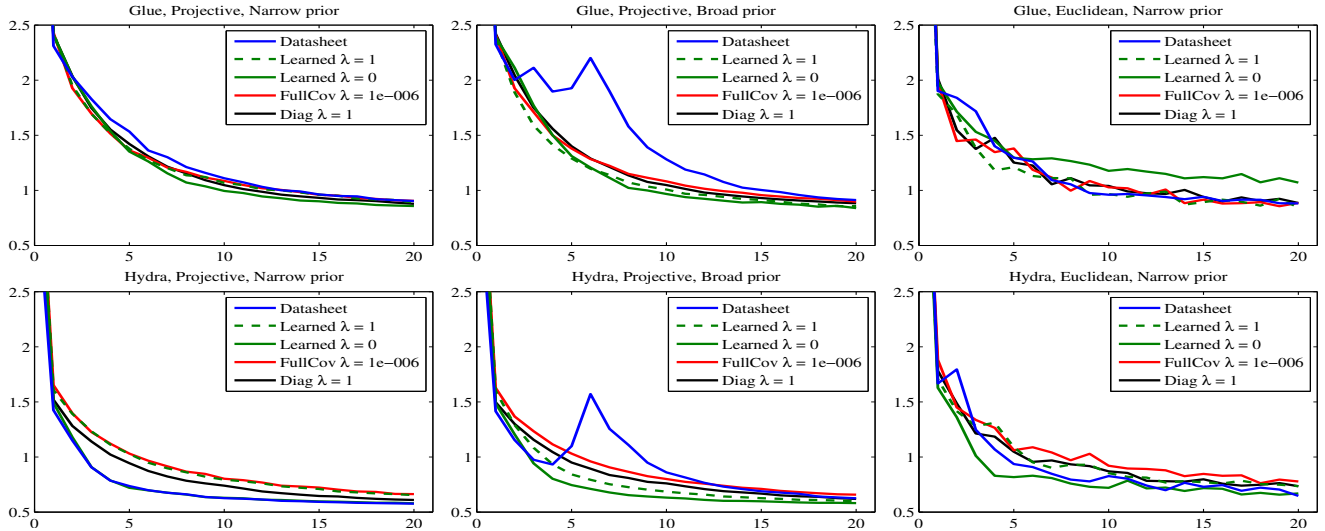 Glue, Projective, Narrow prior
2.5
2
1.5
1
0.5
0 5 10 15 20
Datasheet
Learned λ = 1
Learned λ = 0
FullCov λ = 1e−006
Diag λ = 1
Glue, Projective, Broad prior
2.5
2
1.5
1
0.5
0 5 10 15 20
Datasheet
Learned λ = 1
Learned λ = 0
FullCov λ = 1e−006
Diag λ = 1
Glue, Euclidean, Narrow prior
2.5
2
1.5
1
0.5
0 5 10 15 20
Datasheet
Learned λ = 1
Learned λ = 0
FullCov λ = 1e−006
Diag λ = 1
Hydra, Projective, Narrow prior
2.5
2
1.5
1
0.5
0 5 10 15 20
Datasheet
Learned λ = 1
Learned λ = 0
FullCov λ = 1e−006
Diag λ = 1
Hydra, Projective, Broad prior
2.5
2
1.5
1
0.5
0 5 10 15 20
Datasheet
Learned λ = 1
Learned λ = 0
FullCov λ = 1e−006
Diag λ = 1
Hydra, Euclidean, Narrow prior
2.5
2
1.5
1
0.5
0 5 10 15 20
Datasheet
Learned λ = 1
Learned λ = 0
FullCov λ = 1e−006
Diag λ = 1